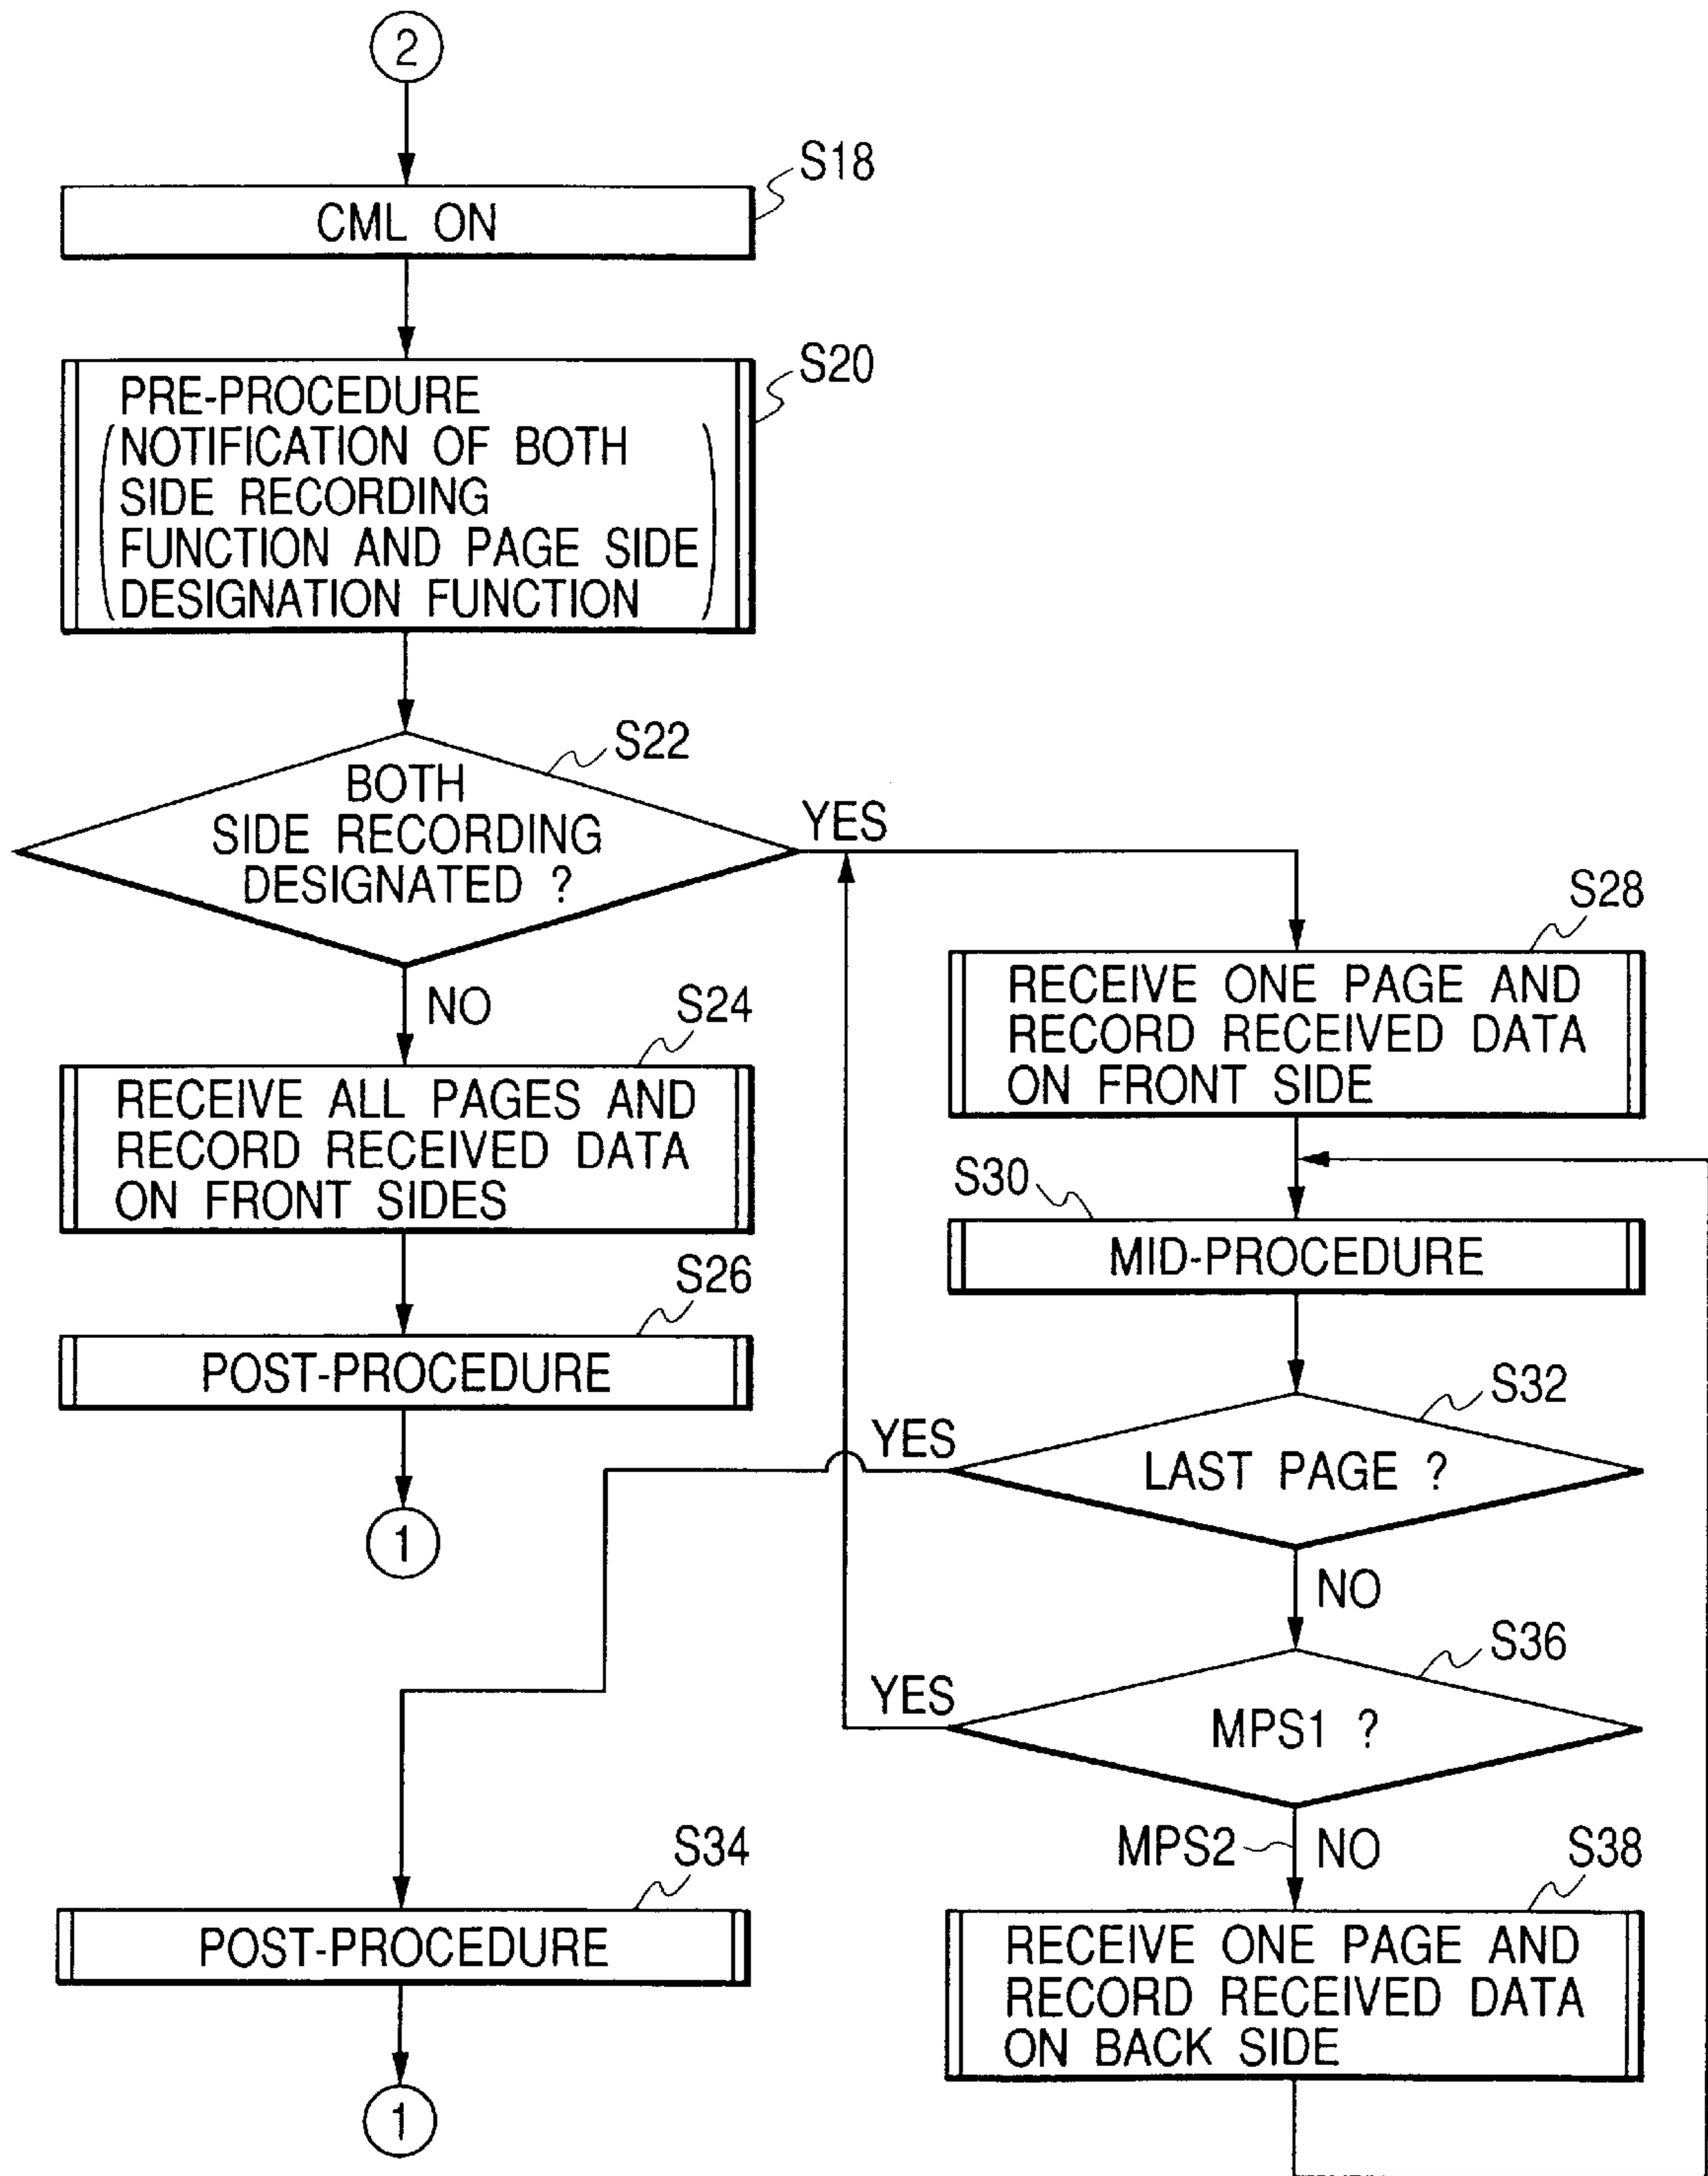 2
S18
CML ON
S20
PRE-PROCEDURE
(NOTIFICATION OF BOTH
SIDE RECORDING
FUNCTION AND PAGE SIDE
DESIGNATION FUNCTION)
S22
BOTH
SIDE RECORDING
DESIGNATED ?
YES
NO
S24
RECEIVE ALL PAGES AND
RECORD RECEIVED DATA
ON FRONT SIDES
S26
POST-PROCEDURE
1
S28
RECEIVE ONE PAGE AND
RECORD RECEIVED DATA
ON FRONT SIDE
S30
MID-PROCEDURE
S32
LAST PAGE ?
YES
NO
S34
POST-PROCEDURE
1
S36
MPS1 ?
YES
MPS2
NO
S38
RECEIVE ONE PAGE AND
RECORD RECEIVED DATA
ON BACK SIDE